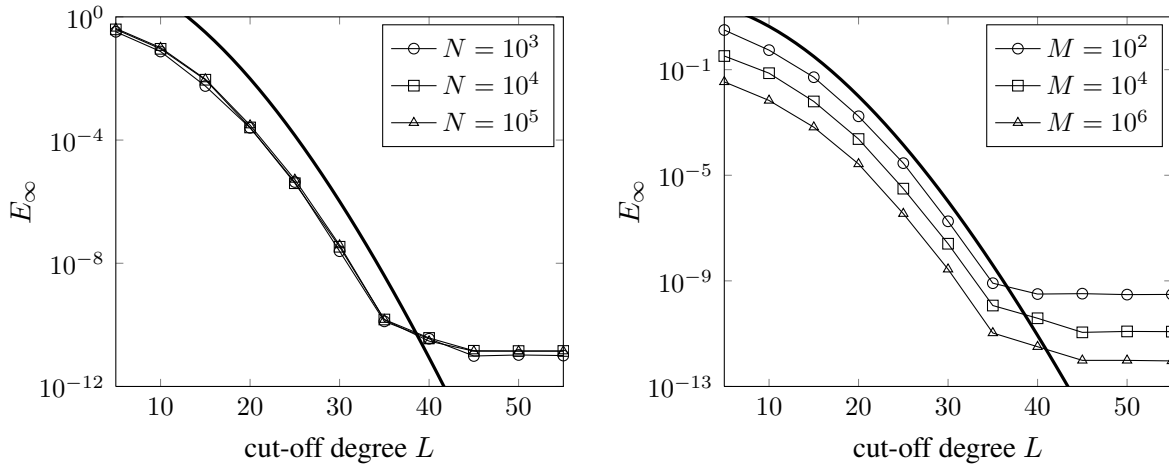 10^0
10^{-4}
10^{-8}
10^{-12}
E_∞
10 20 30 40 50
cut-off degree L
N = 10^3
N = 10^4
N = 10^5
10^{-1}
10^{-5}
10^{-9}
10^{-13}
E_∞
10 20 30 40 50
cut-off degree L
M = 10^2
M = 10^4
M = 10^6